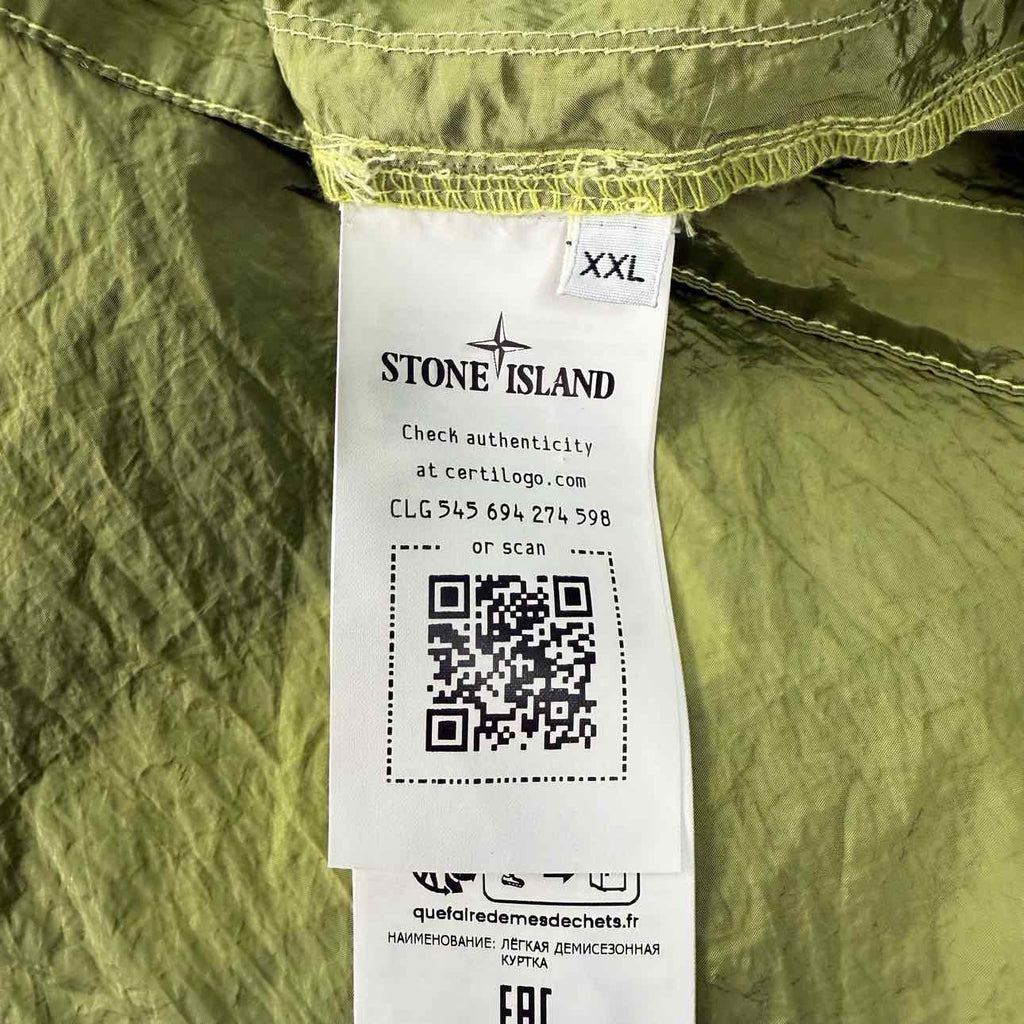 XXL
STONE ISLAND
Check authenticity
at certilogo.com
CLG 545 694 274 598
or scan
quefairedemesdechets.fr
НАИМЕНОВАНИЕ: ЛЁГКАЯ ДЕМИСЕЗОННАЯ
КУРТКА
EAC